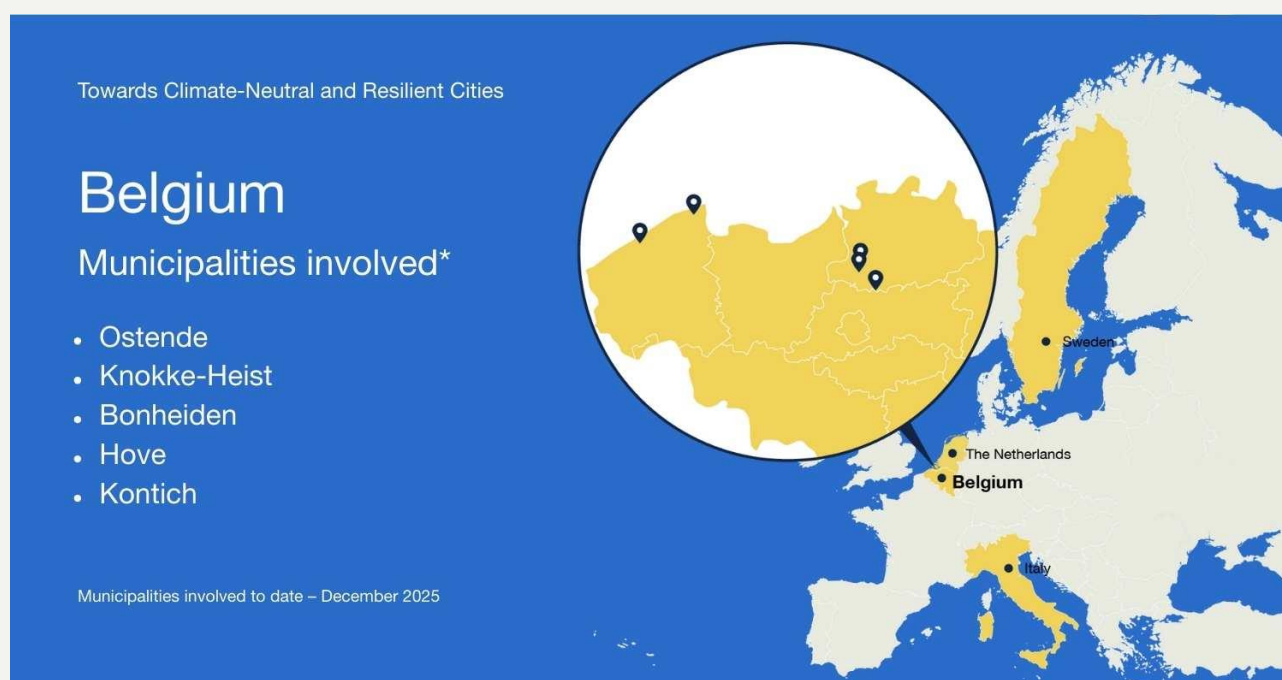 Towards Climate-Neutral and Resilient Cities
Belgium
Municipalities involved*
• Ostende
• Knokke-Heist
• Bonheiden
• Hove
• Kontich
Municipalities involved to date – December 2025
Sweden
The Netherlands
Belgium
Italy